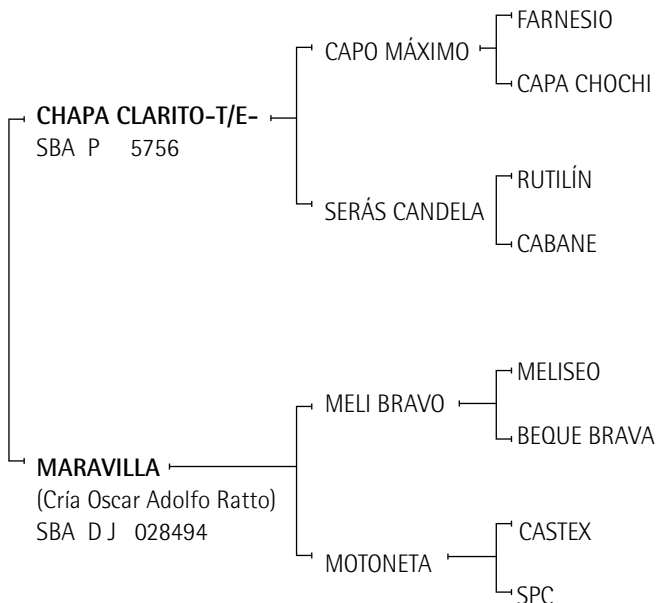 FARNESIO
CAPO MÁXIMO
CAPA CHOCHI
CHAPA CLARITO-T/E-
SBA P 5756
RUTILÍN
SERÁS CANDELA
CABANE
MELISEO
MELI BRAVO
BEQUE BRAVA
MARAVILLA
(Cría Oscar Adolfo Ratto)
SBA D J 028494
CASTEX
MOTONETA
SPC